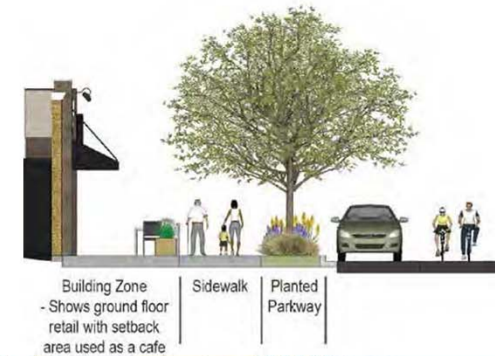 Building Zone
- Shows ground floor
retail with setback
area used as a cafe
Sidewalk
Planted
Parkway